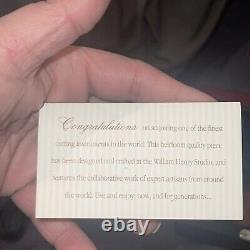 Congratulations on acquiring one of the finest
cutting instruments in the world. This heirloom quality piece
has been designed and crafted in the William Henry Studio, and
features the collaborative work of expert artisans from around
the world. Use and enjoy, now, and for generations...